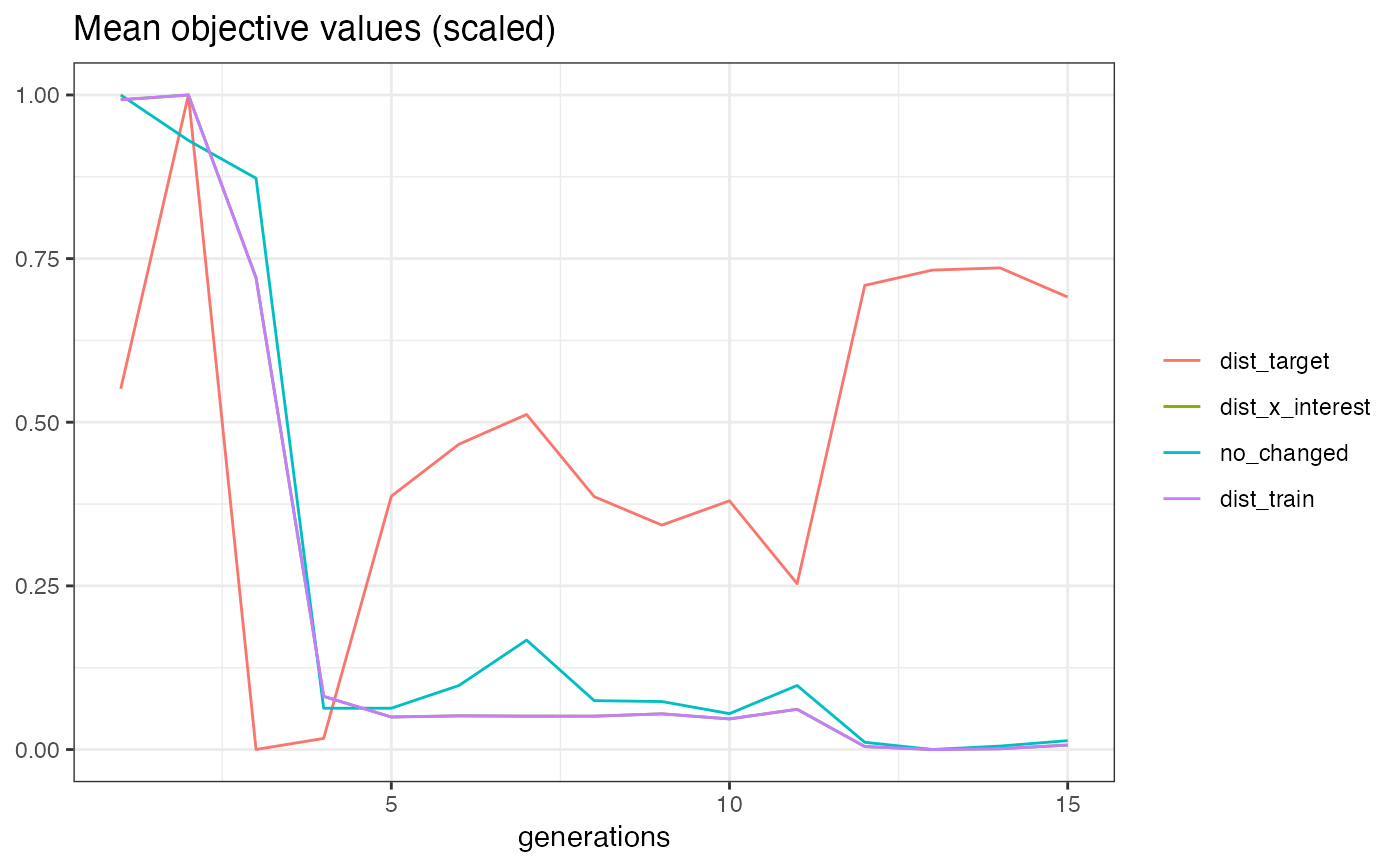 Mean objective values (scaled)
1.00
0.75
0.50
0.25
0.00
5
10
15
generations
dist_target
dist_x_interest
no_changed
dist_train